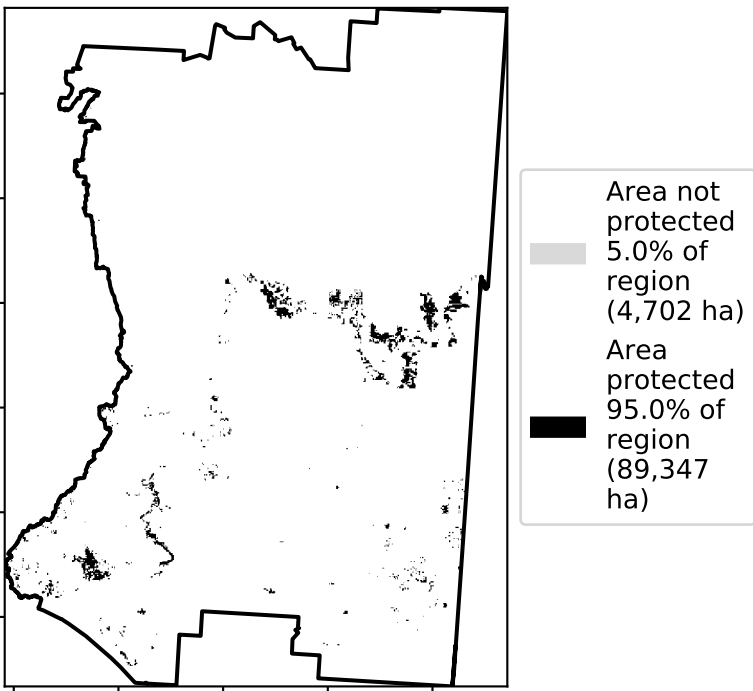 Area not
protected
5.0% of
region
(4,702 ha)
Area
protected
95.0% of
region
(89,347
ha)